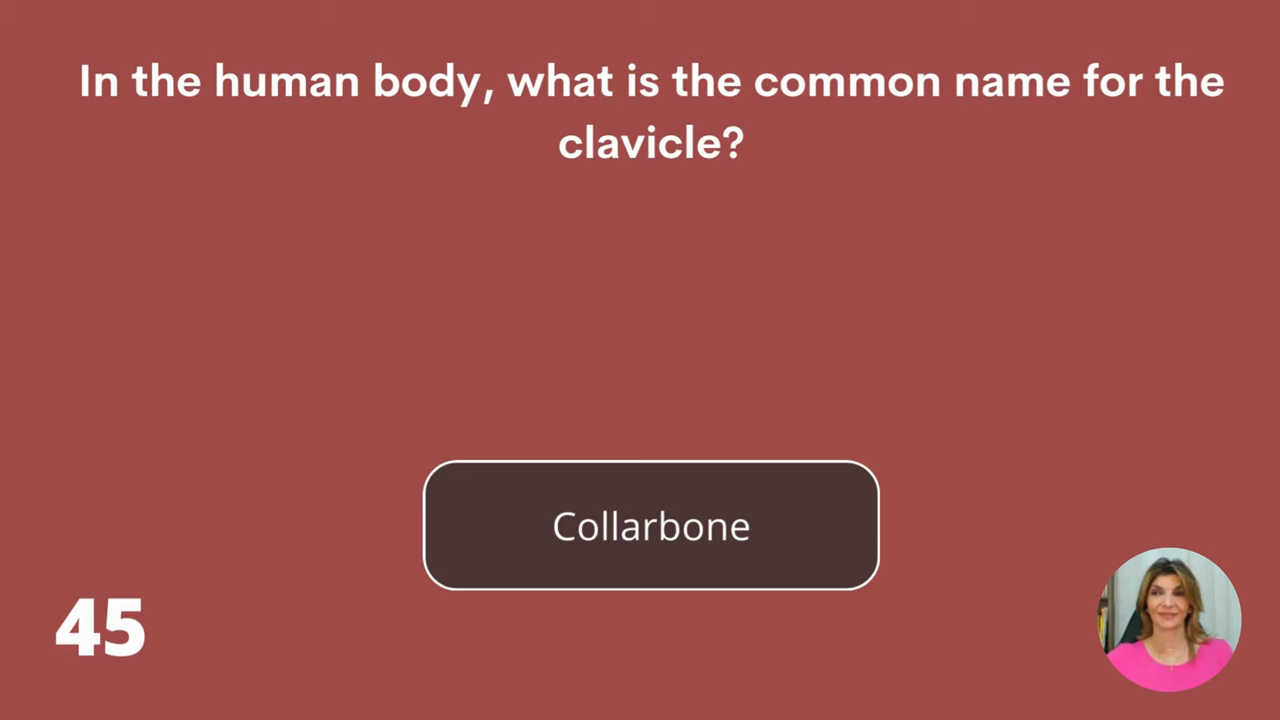 In the human body, what is the common name for the
clavicle?
Collarbone
45